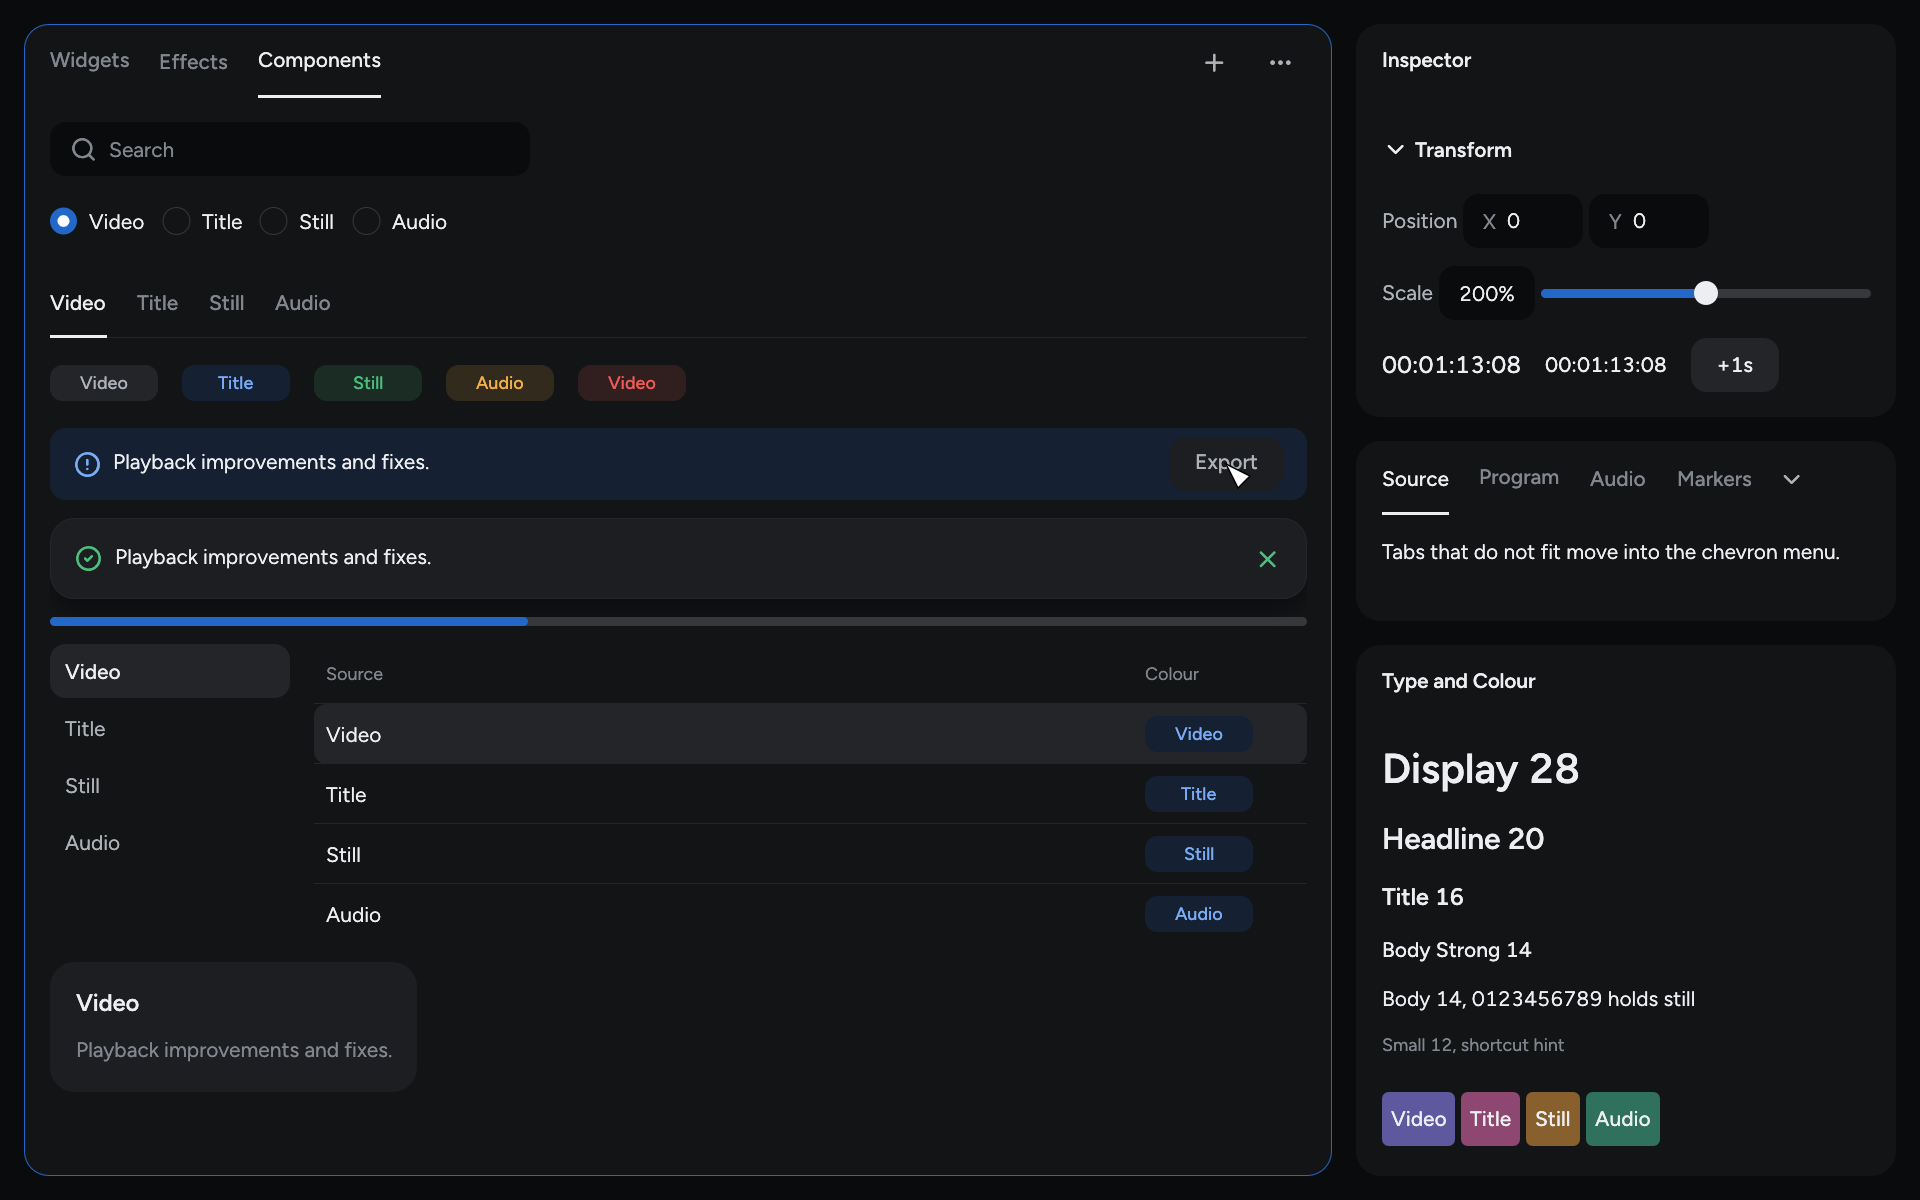 Widgets Effects Components
Search
Video Title Still Audio
Video Title Still Audio
Video Title Still Audio Video
Playback improvements and fixes. Export
Playback improvements and fixes.
Video
Title
Still
Audio
Source Colour
Video Video
Title Title
Still Still
Audio Audio
Video
Playback improvements and fixes.
Inspector
Transform
Position X 0 Y 0
Scale 200%
00:01:13:08 00:01:13:08 +1s
Source Program Audio Markers
Tabs that do not fit move into the chevron menu.
Type and Colour
Display 28
Headline 20
Title 16
Body Strong 14
Body 14, 0123456789 holds still
Small 12, shortcut hint
Video Title Still Audio